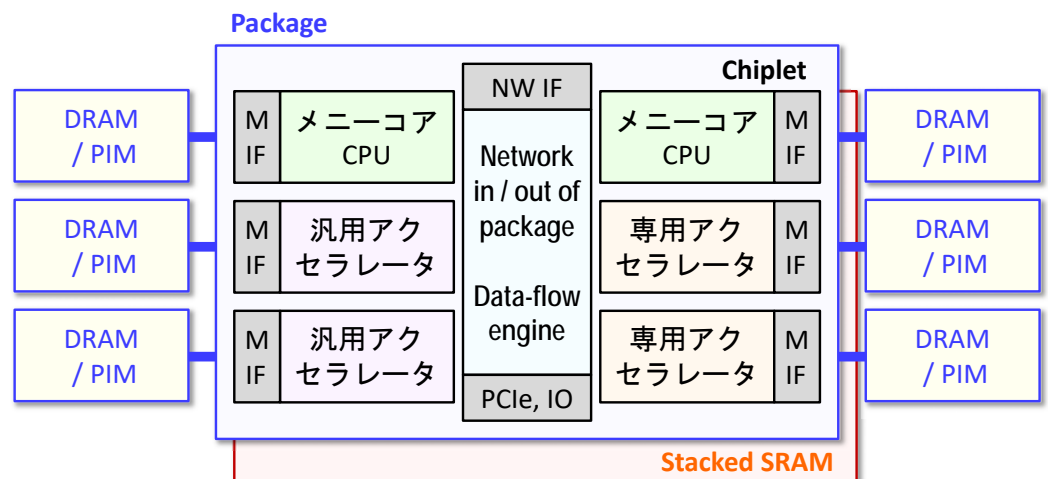 Package
Chiplet
DRAM
/ PIM
M
IF
メニーコア
CPU
NW IF
メニーコア
CPU
M
IF
DRAM
/ PIM
Network
in / out of
package
DRAM
/ PIM
M
IF
汎用アク
セラレータ
専用アク
セラレータ
M
IF
DRAM
/ PIM
Data-flow
engine
DRAM
/ PIM
M
IF
汎用アク
セラレータ
専用アク
セラレータ
M
IF
DRAM
/ PIM
PCIe, IO
Stacked SRAM